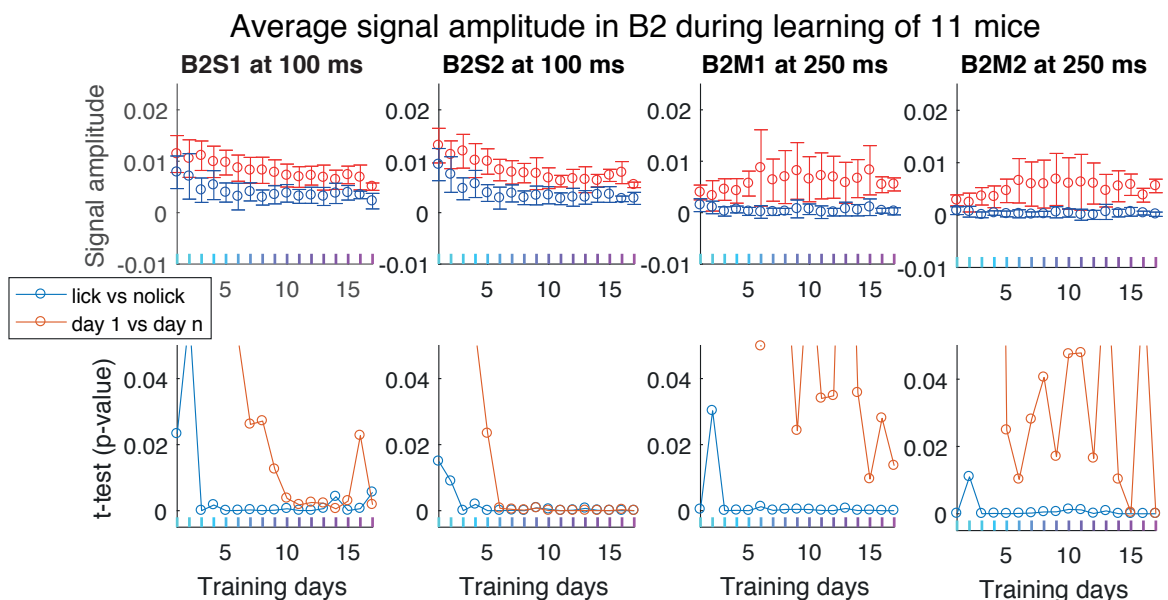 Average signal amplitude in B2 during learning of 11 mice
B2S1 at 100 ms
B2S2 at 100 ms
B2M1 at 250 ms
B2M2 at 250 ms
Signal amplitude
0.02
0.01
0
-0.01
5 10 15
0.02
0.01
0
-0.01
5 10 15
0.02
0.01
0
-0.01
5 10 15
0.02
0.01
0
-0.01
5 10 15
lick vs nolick
day 1 vs day n
t-test (p-value)
0.04
0.02
0
5 10 15
Training days
0.04
0.02
0
5 10 15
Training days
0.04
0.02
0
5 10 15
Training days
0.04
0.02
0
5 10 15
Training days